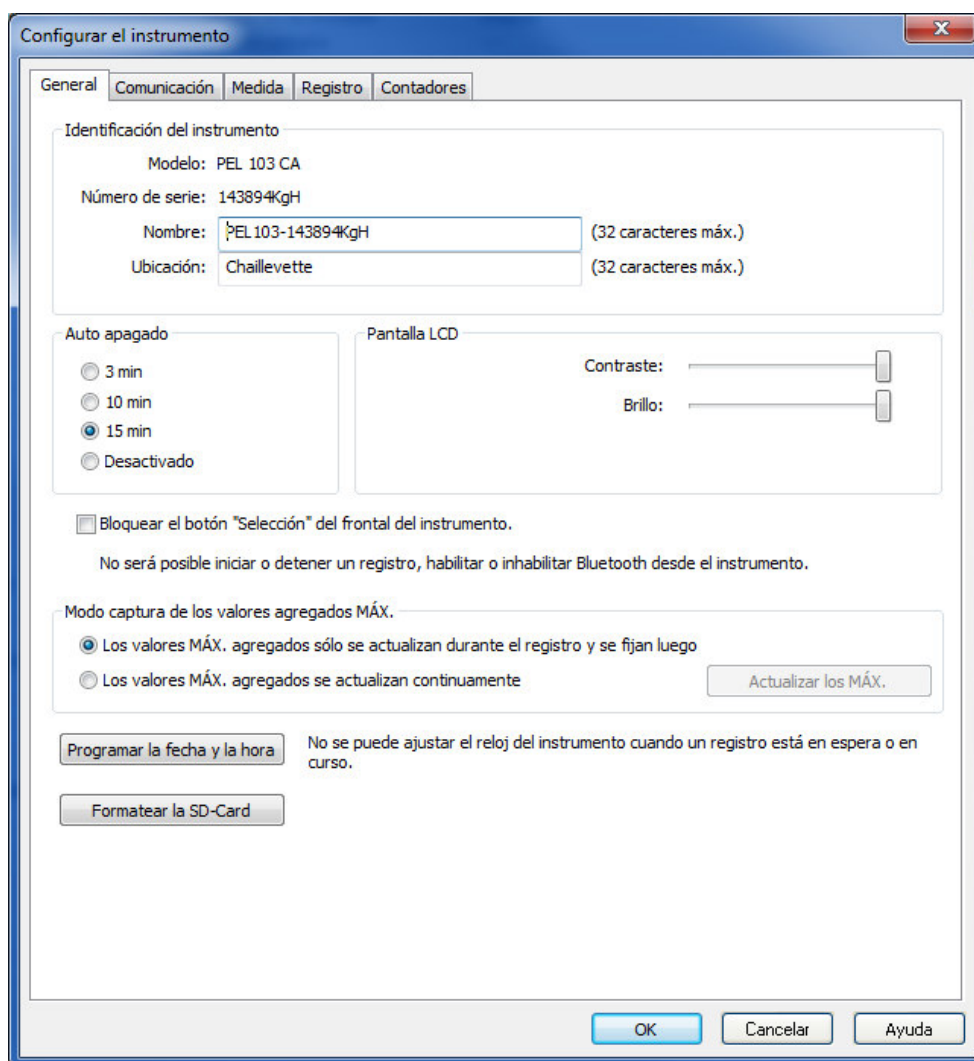 Configurar el instrumento
General Comunicación Medida Registro Contadores
Identificación del instrumento
Modelo: PEL 103 CA
Número de serie: 143894KgH
Nombre: PEL103-143894KgH (32 caracteres máx.)
Ubicación: Chaillevette (32 caracteres máx.)
Auto apagado
3 min
10 min
15 min
Desactivado
Pantalla LCD
Contraste:
Brillo:
Bloquear el botón "Selección" del frontal del instrumento.
No será posible iniciar o detener un registro, habilitar o inhabilitar Bluetooth desde el instrumento.
Modo captura de los valores agregados MÁX.
Los valores MÁX. agregados sólo se actualizan durante el registro y se fijan luego
Los valores MÁX. agregados se actualizan continuamente Actualizar los MÁX.
Programar la fecha y la hora
No se puede ajustar el reloj del instrumento cuando un registro está en espera o en
curso.
Formatear la SD-Card
OK Cancelar Ayuda